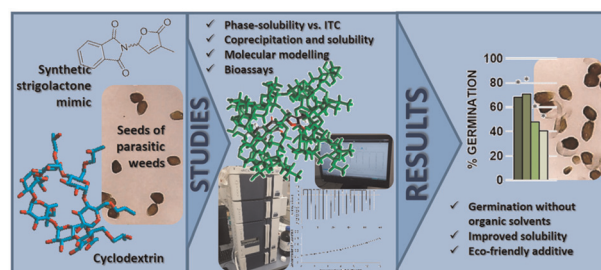 Synthetic
strigolactone
mimic
Seeds of
parasitic
weeds
Cyclodextrin
STUDIES
✓ Phase-solubility vs. ITC
✓ Coprecipitation and solubility
✓ Molecular modelling
✓ Bioassays
RESULTS
% GERMINATION
100
80
60
40
20
0
✓ Germination without
organic solvents
✓ Improved solubility
✓ Eco-friendly additive
O
N
O
O
O